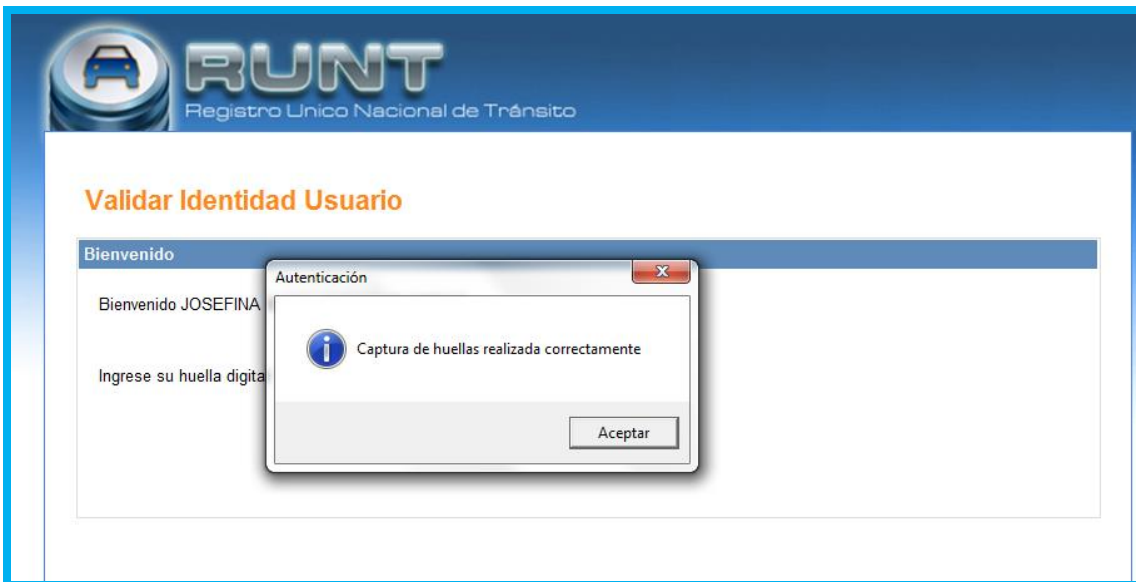 RUNT
Registro Unico Nacional de Tránsito
Validar Identidad Usuario
Bienvenido
Autenticación
Bienvenido JOSEFINA
Captura de huellas realizada correctamente
Ingrese su huella digita
Aceptar